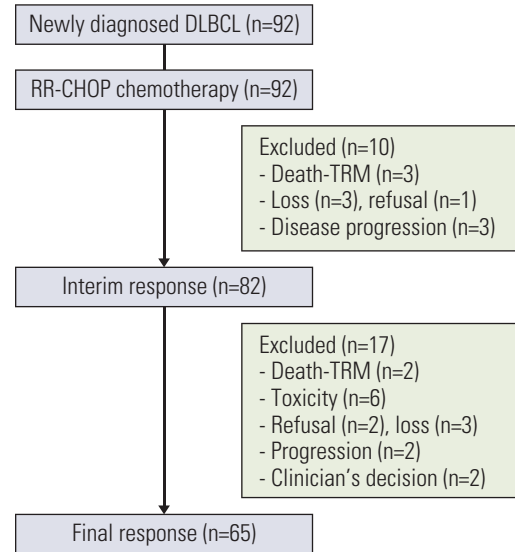 Newly diagnosed DLBCL (n=92)
RR-CHOP chemotherapy (n=92)
Excluded (n=10)
- Death-TRM (n=3)
- Loss (n=3), refusal (n=1)
- Disease progression (n=3)
Interim response (n=82)
Excluded (n=17)
- Death-TRM (n=2)
- Toxicity (n=6)
- Refusal (n=2), loss (n=3)
- Progression (n=2)
- Clinician's decision (n=2)
Final response (n=65)